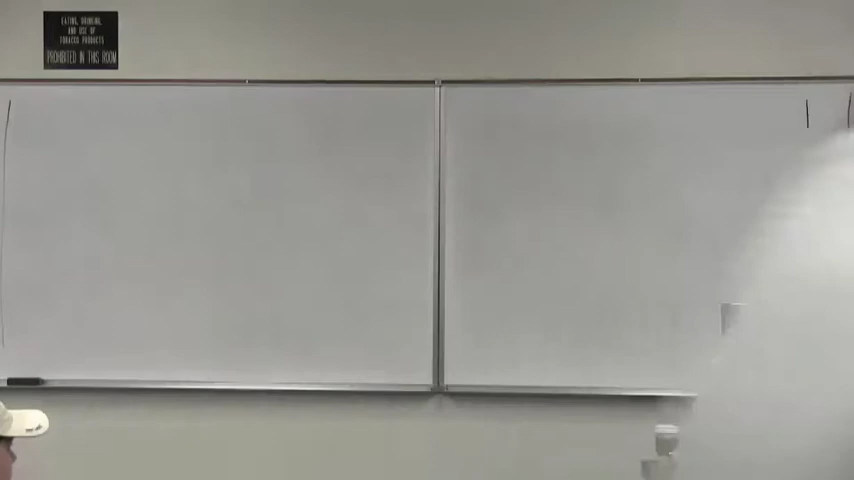 EATING, DRINKING,
AND USE OF
TOBACCO PRODUCTS
PROHIBITED IN THIS ROOM